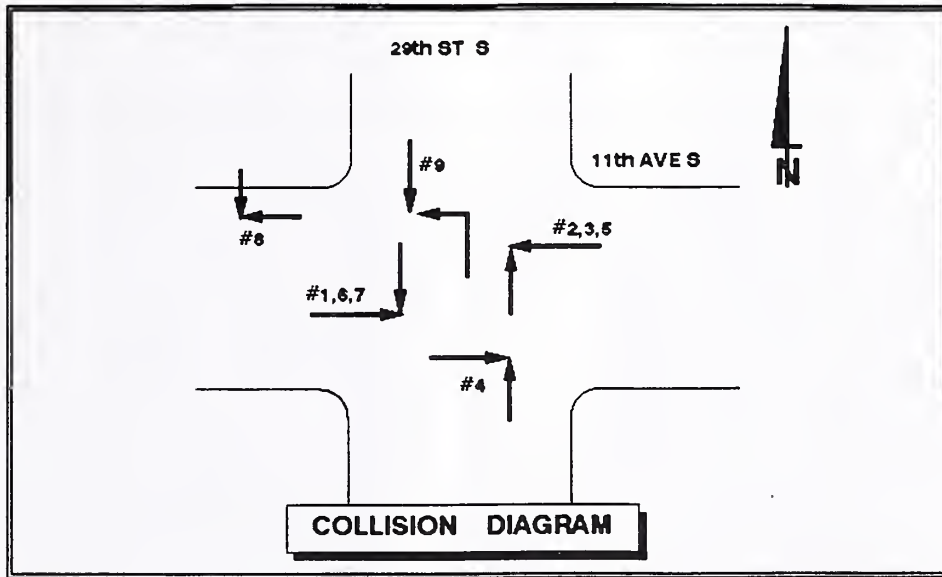 29th ST S
11th AVE S
N
#9
#8
#2,3,5
#1,6,7
#4
COLLISION DIAGRAM